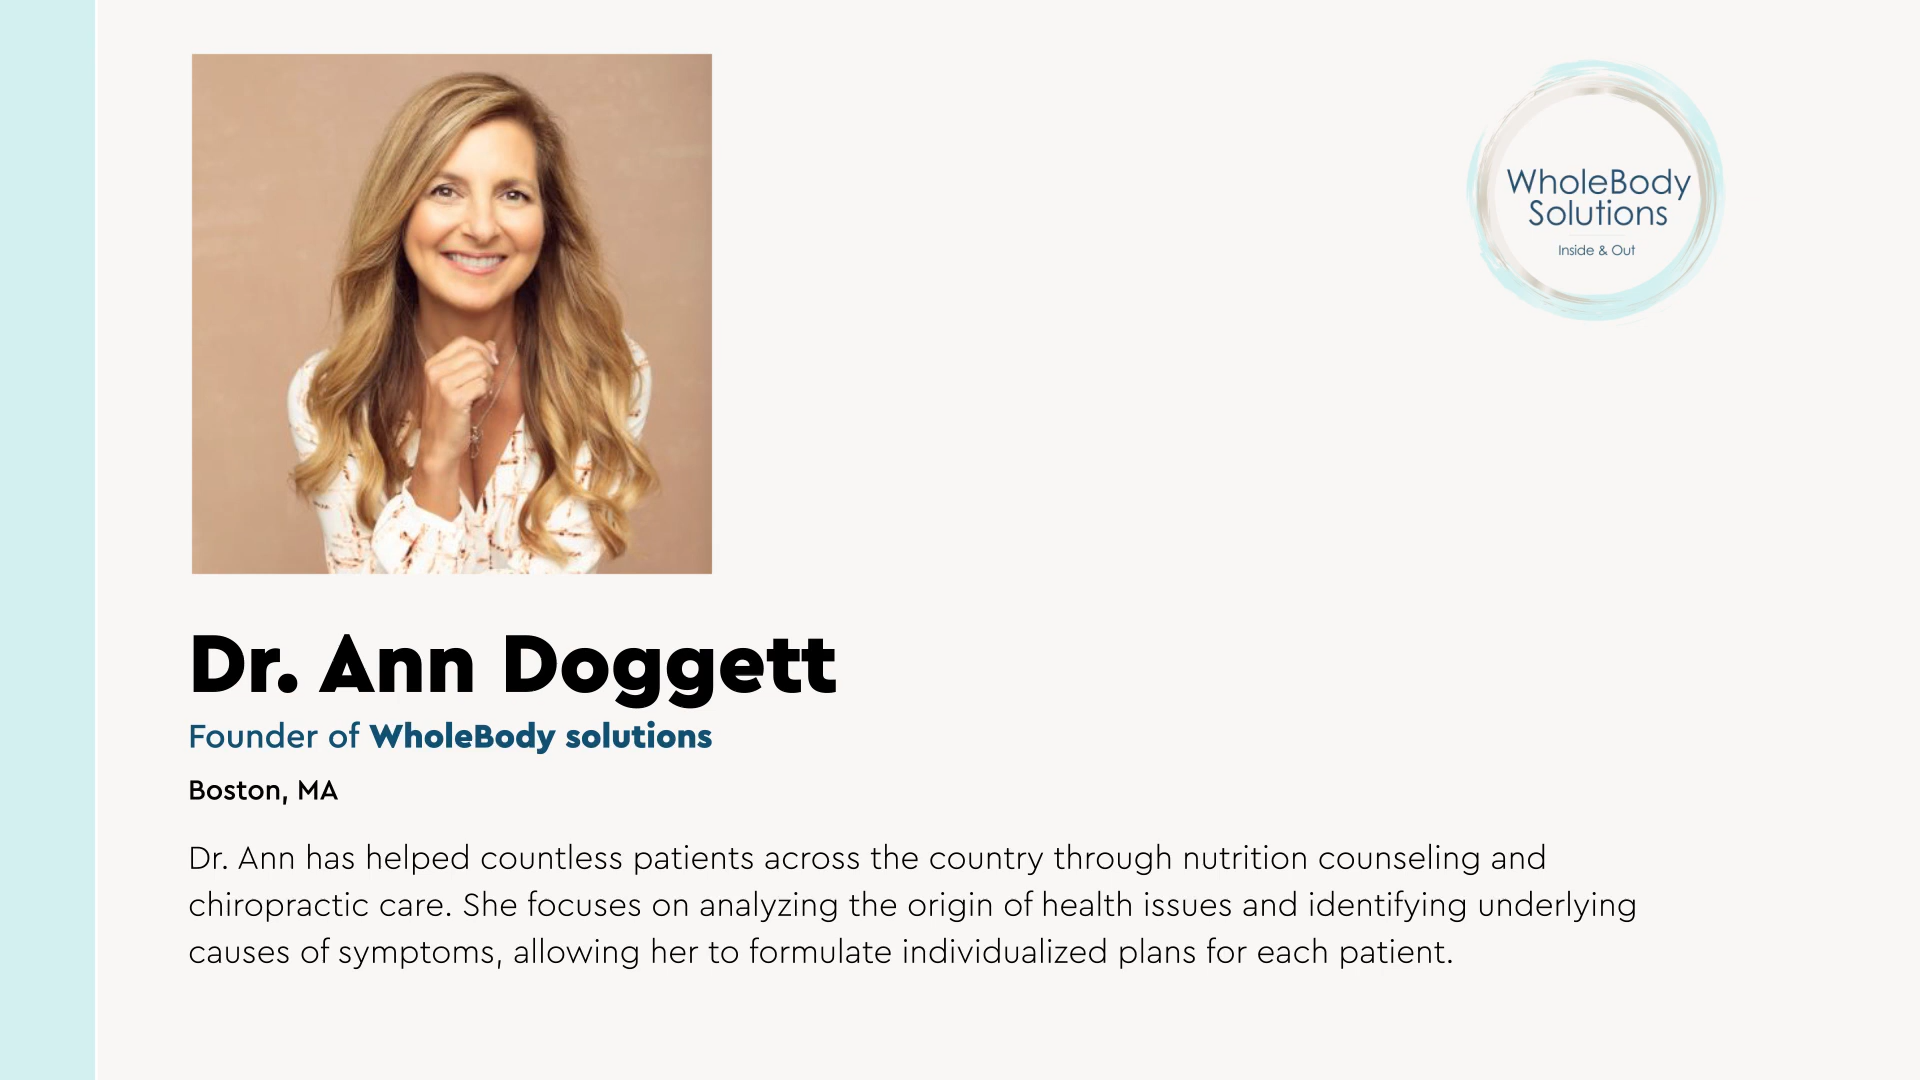 WholeBody
Solutions
Inside & Out
Dr. Ann Doggett
Founder of WholeBody solutions
Boston, MA
Dr. Ann has helped countless patients across the country through nutrition counseling and
chiropractic care. She focuses on analyzing the origin of health issues and identifying underlying
causes of symptoms, allowing her to formulate individualized plans for each patient.